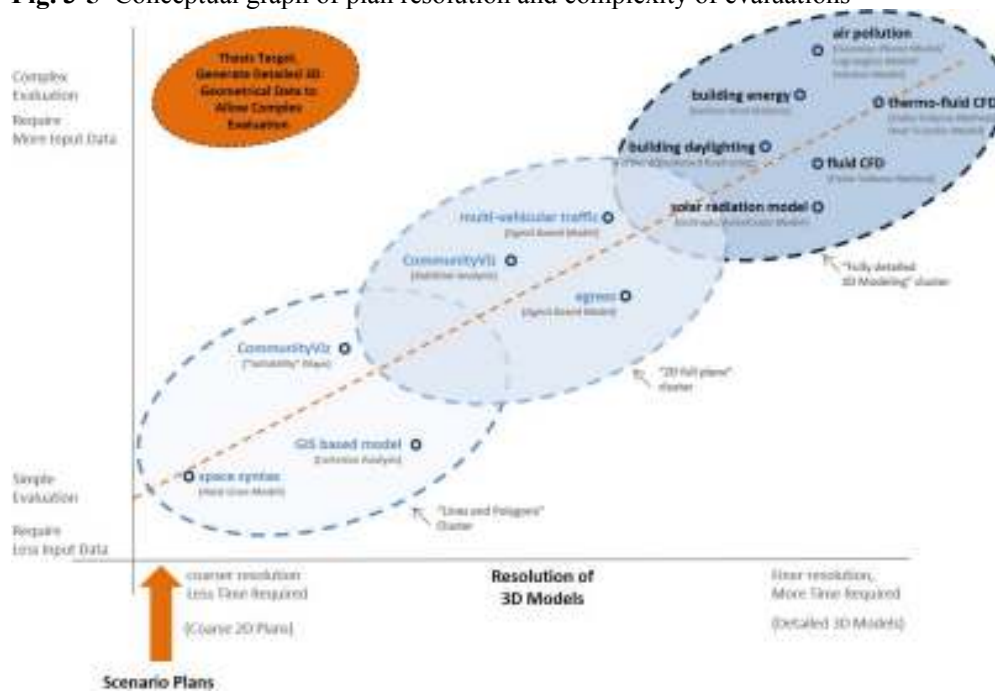 Fig. 3-3 Conceptual graph of plan resolution and complexity of evaluations
Thesis Target,
Generate Detailed 3D
Geometrical Data to
Allow Complex
Evaluation
Complex
Evaluation
Require
More Input Data
air pollution
building energy
thermo-fluid CFD
building daylighting
fluid CFD
solar radiation model
"Fully detailed
3D Modeling" cluster
multi-vehicular traffic
(Agent Based Model)
CommunityViz
egress
(Agent Based Model)
"2D full plans"
cluster
CommunityViz
("Suitability" Maps)
GIS based model
space syntax
"Lines and Polygons"
Cluster
Simple
Evaluation
Require
Less Input Data
coarser resolution
Less Time Required
(Coarse 2D Plans)
Resolution of
3D Models
Finer resolution,
More Time Required
(Detailed 3D Models)
Scenario Plans